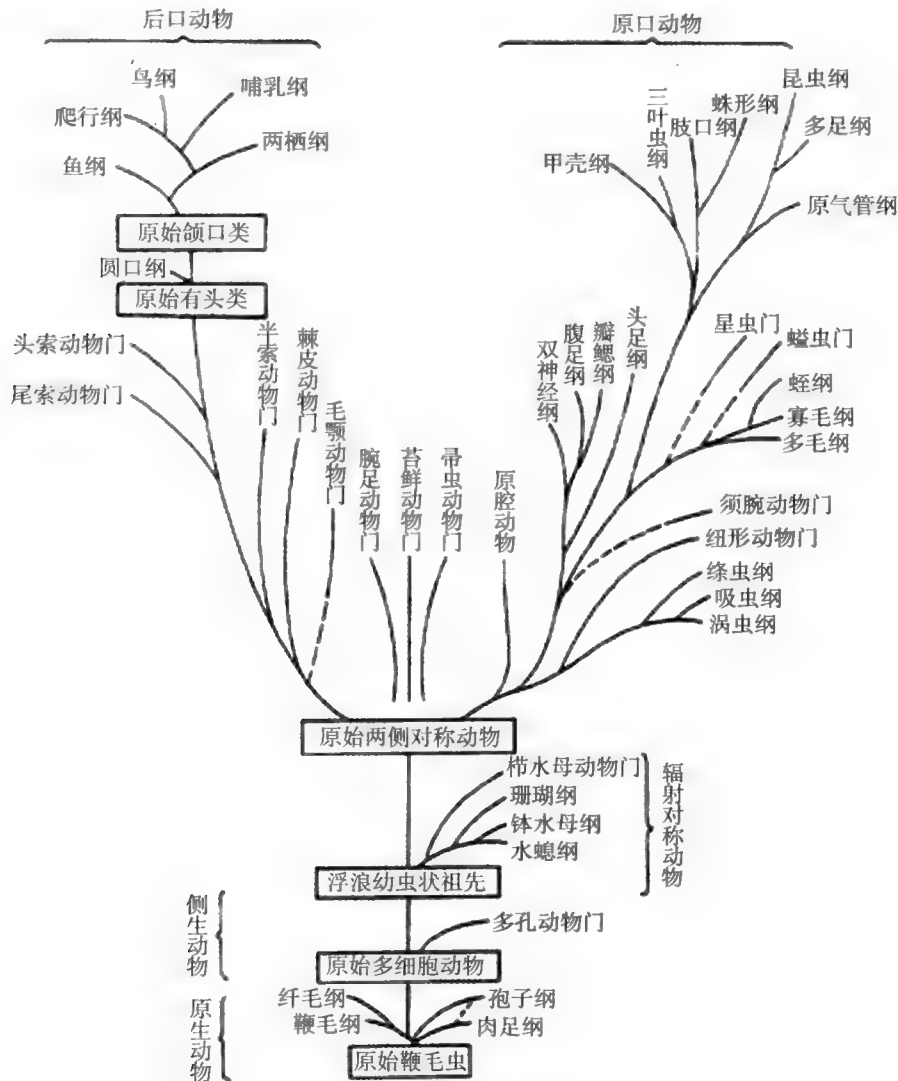 后口动物
原口动物
鸟纲
哺乳纲
爬行纲
两栖纲
鱼纲
原始颌口类
圆口纲
原始有头类
头索动物门
尾索动物门
半索动物门
棘皮动物门
毛颚动物门
腕足动物门
苔鲜动物门
帚虫动物门
原腔动物
双神经纲
腹足纲
瓣鳃纲
头足纲
甲壳纲
三叶虫纲
肢口纲
蛛形纲
昆虫纲
多足纲
原气管纲
星虫门
螠虫门
蛭纲
寡毛纲
多毛纲
须腕动物门
纽形动物门
绦虫纲
吸虫纲
涡虫纲
原始两侧对称动物
栉水母动物门
珊瑚纲
钵水母纲
水螅纲
辐射对称动物
浮浪幼虫状祖先
侧生动物
多孔动物门
原始多细胞动物
原生动物
纤毛纲
鞭毛纲
孢子纲
肉足纲
原始鞭毛虫